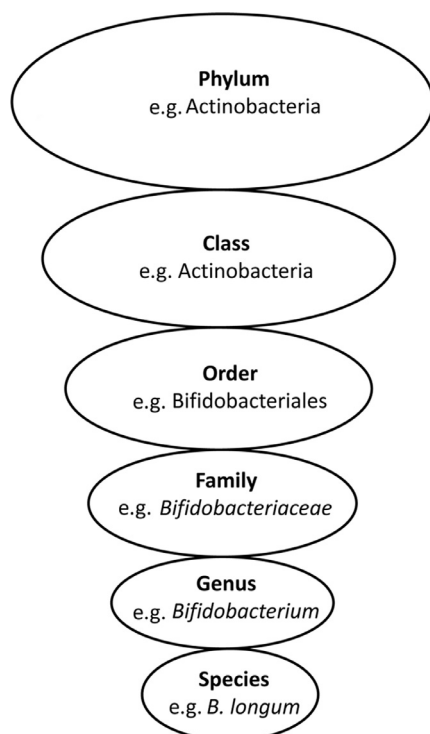 Phylum
e.g. Actinobacteria
Class
e.g. Actinobacteria
Order
e.g. Bifidobacteriales
Family
e.g. Bifidobacteriaceae
Genus
e.g. Bifidobacterium
Species
e.g. B. longum